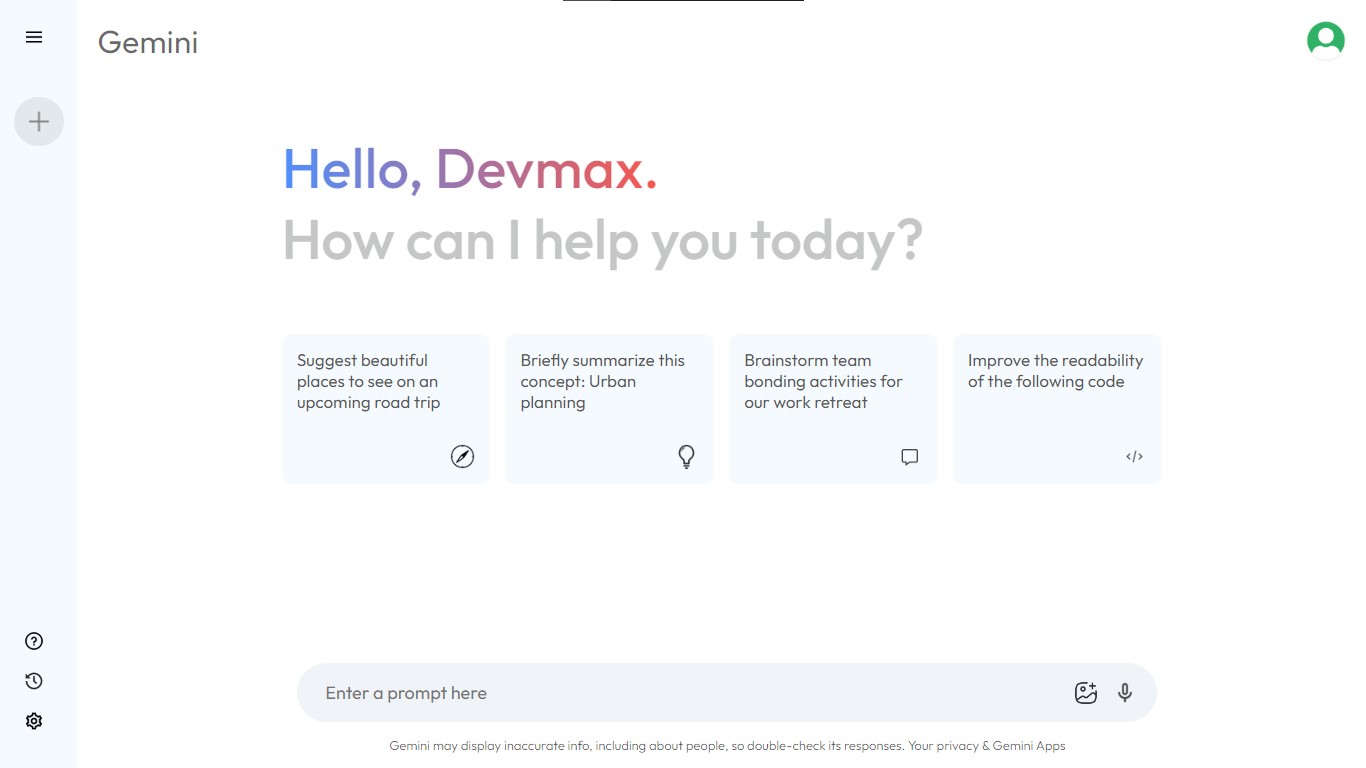 Gemini
Hello, Devmax.
How can I help you today?
Suggest beautiful
places to see on an
upcoming road trip
Briefly summarize this
concept: Urban
planning
Brainstorm team
bonding activities for
our work retreat
Improve the readability
of the following code
Enter a prompt here
Gemini may display inaccurate info, including about people, so double-check its responses. Your privacy & Gemini Apps